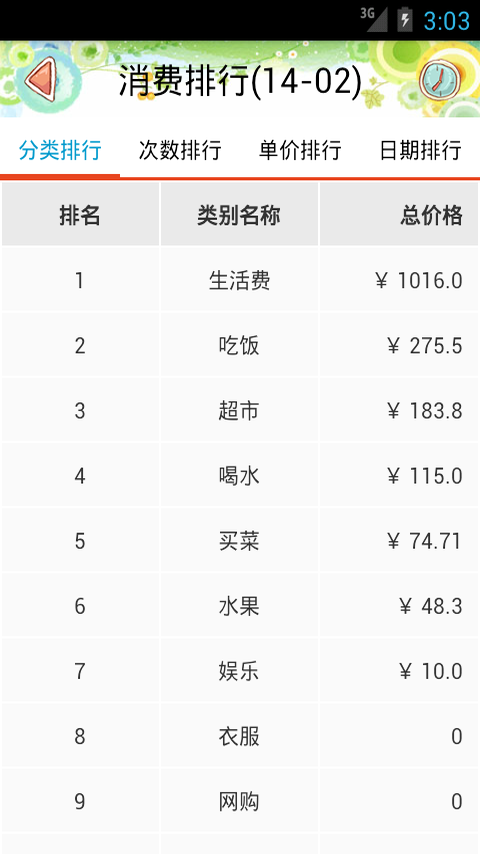 3G 3:03
消费排行(14-02)
分类排行 次数排行 单价排行 日期排行
排名 类别名称 总价格
1 生活费 ¥ 1016.0
2 吃饭 ¥ 275.5
3 超市 ¥ 183.8
4 喝水 ¥ 115.0
5 买菜 ¥ 74.71
6 水果 ¥ 48.3
7 娱乐 ¥ 10.0
8 衣服 0
9 网购 0